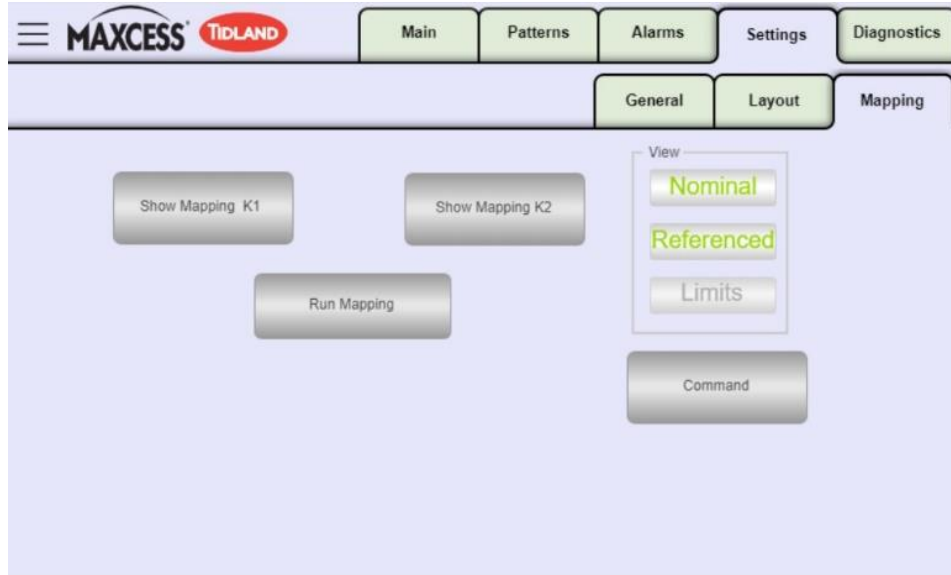 MAXCESS TIDLAND Main Patterns Alarms Settings Diagnostics
General Layout Mapping
View
Show Mapping K1 Show Mapping K2 Nominal
Referenced
Run Mapping Limits
Command